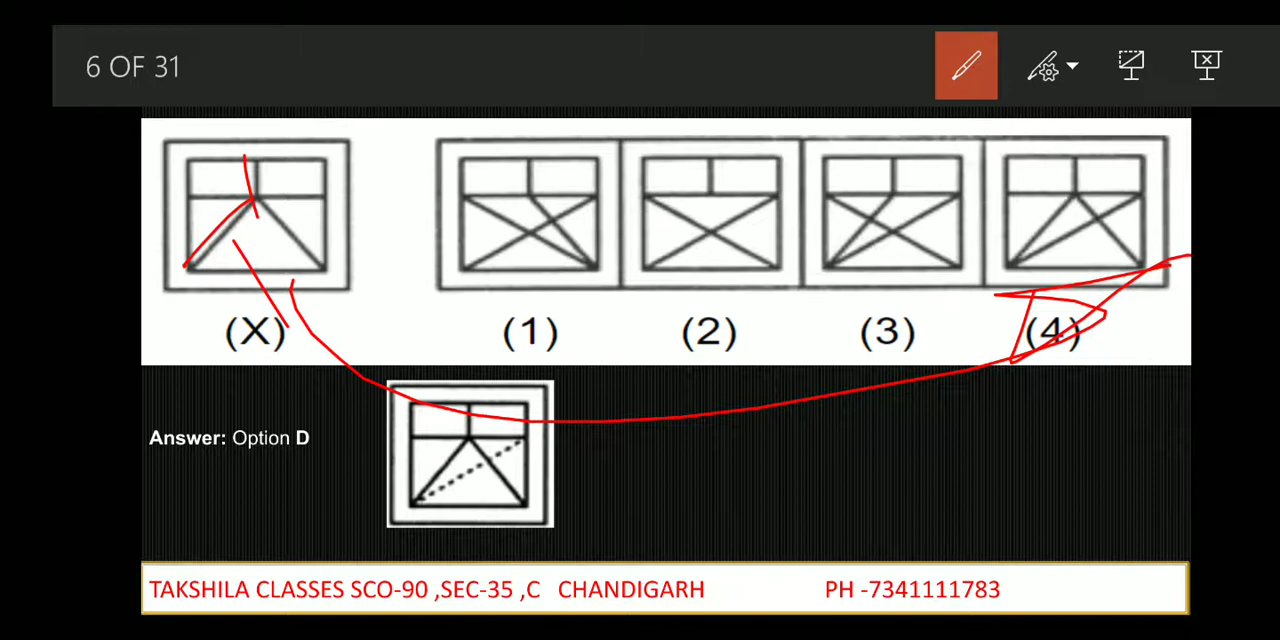 6 OF 31
(X) (1) (2) (3) (4)
Answer: Option D
TAKSHILA CLASSES SCO-90 ,SEC-35 ,C CHANDIGARH PH -7341111783